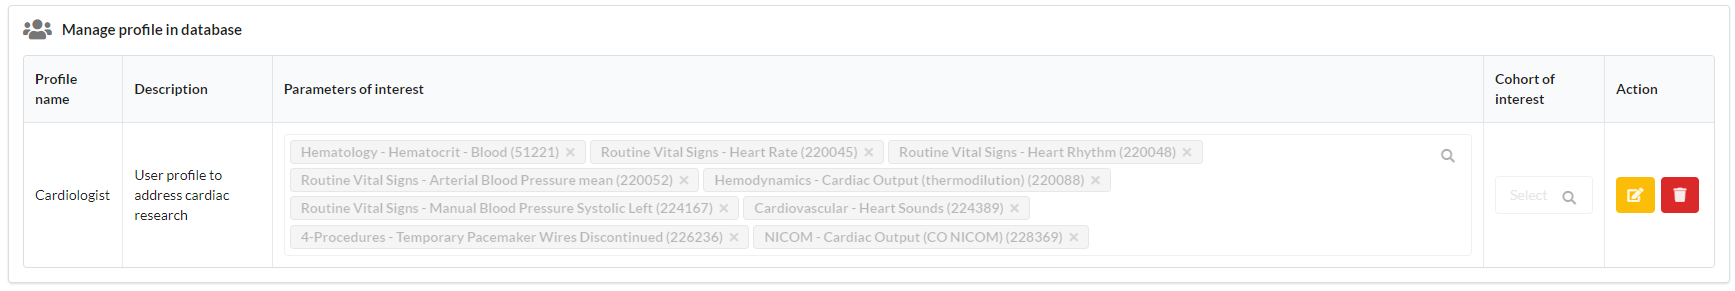 Manage profile in database
Profile name
Description
Parameters of interest
Cohort of interest
Action
Cardiologist
User profile to
address cardiac
research
Hematology - Hematocrit - Blood (51221) ×
Routine Vital Signs - Heart Rate (220045) ×
Routine Vital Signs - Heart Rhythm (220048) ×
Routine Vital Signs - Arterial Blood Pressure mean (220052) ×
Hemodynamics - Cardiac Output (thermodilution) (220088) ×
Routine Vital Signs - Manual Blood Pressure Systolic Left (224167) ×
Cardiovascular - Heart Sounds (224389) ×
4-Procedures - Temporary Pacemaker Wires Discontinued (226236) ×
NICOM - Cardiac Output (CO NICOM) (228369) ×
Select